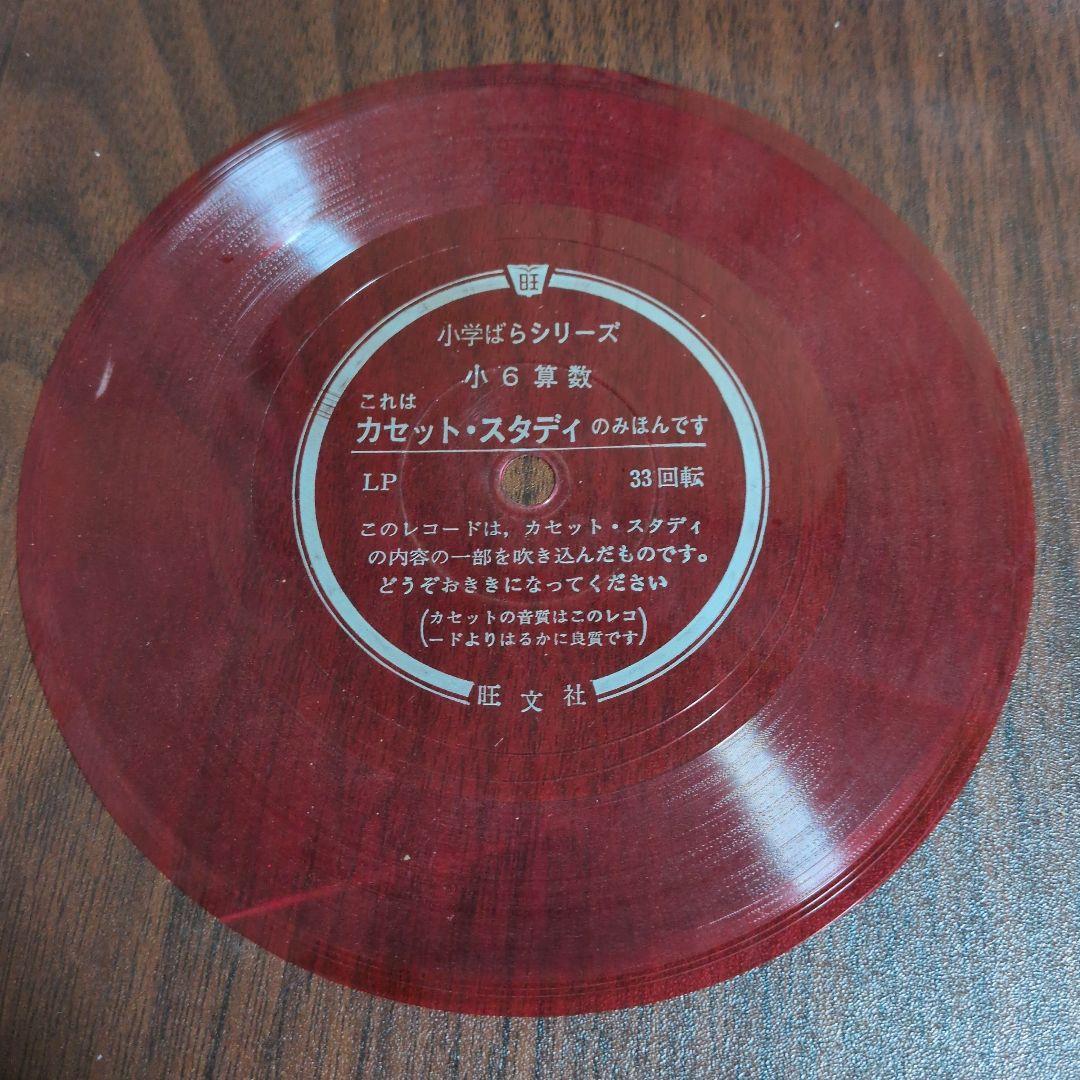 旺
小学ばらシリーズ
小6算数
これは
カセット・スタディ のみほんです
LP 33回転
このレコードは，カセット・スタディ
の内容の一部を吹き込んだものです。
どうぞおききになってください
(カセットの音質はこのレコ
ードよりはるかに良質です)
旺文社